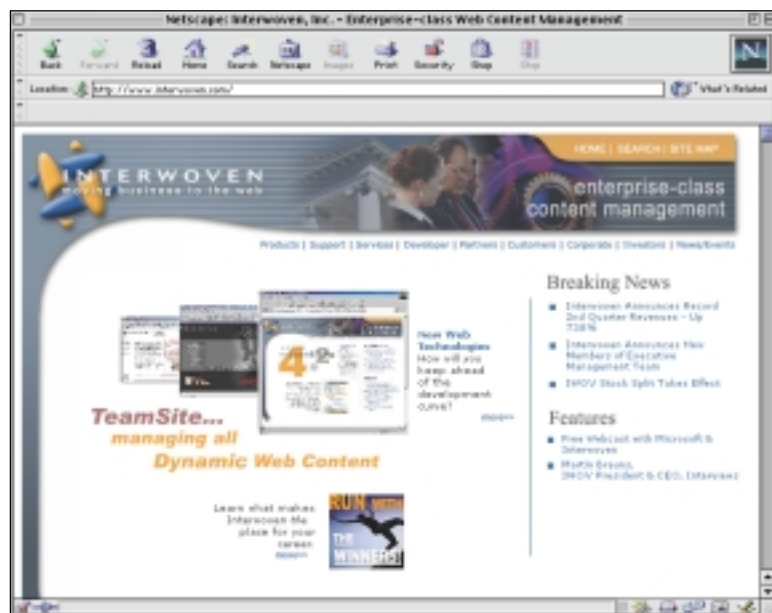 Netscape: Interwoven, Inc. - Enterprise-class Web Content Management
Back Forward Reload Home Search Netscape Images Print Security Shop Stop
Location: http://www.interwoven.com/ What's Related
HOME | SEARCH | SITE MAP
INTERWOVEN
moving business to the web
enterprise-class
content management
Products | Support | Services | Developer | Partners | Customers | Corporate | Investors | News/Events
Breaking News
Interwoven Announces Record
2nd Quarter Revenues - Up
Interwoven Announces New
Members of Executive
Management Team
IWOV Stock Split Takes Effect
Features
Free Webcast with Microsoft &
Interwoven
Martin
IWOV President & CEO, Interviews
New Web
Technologies
How will you
keep ahead
of the
development
curve?
more>>
4.2
TeamSite...
managing all
Dynamic Web Content
Learn what makes
Interwoven the
place for your
career.
more>>
RUN WITH
THE
WINNERS!